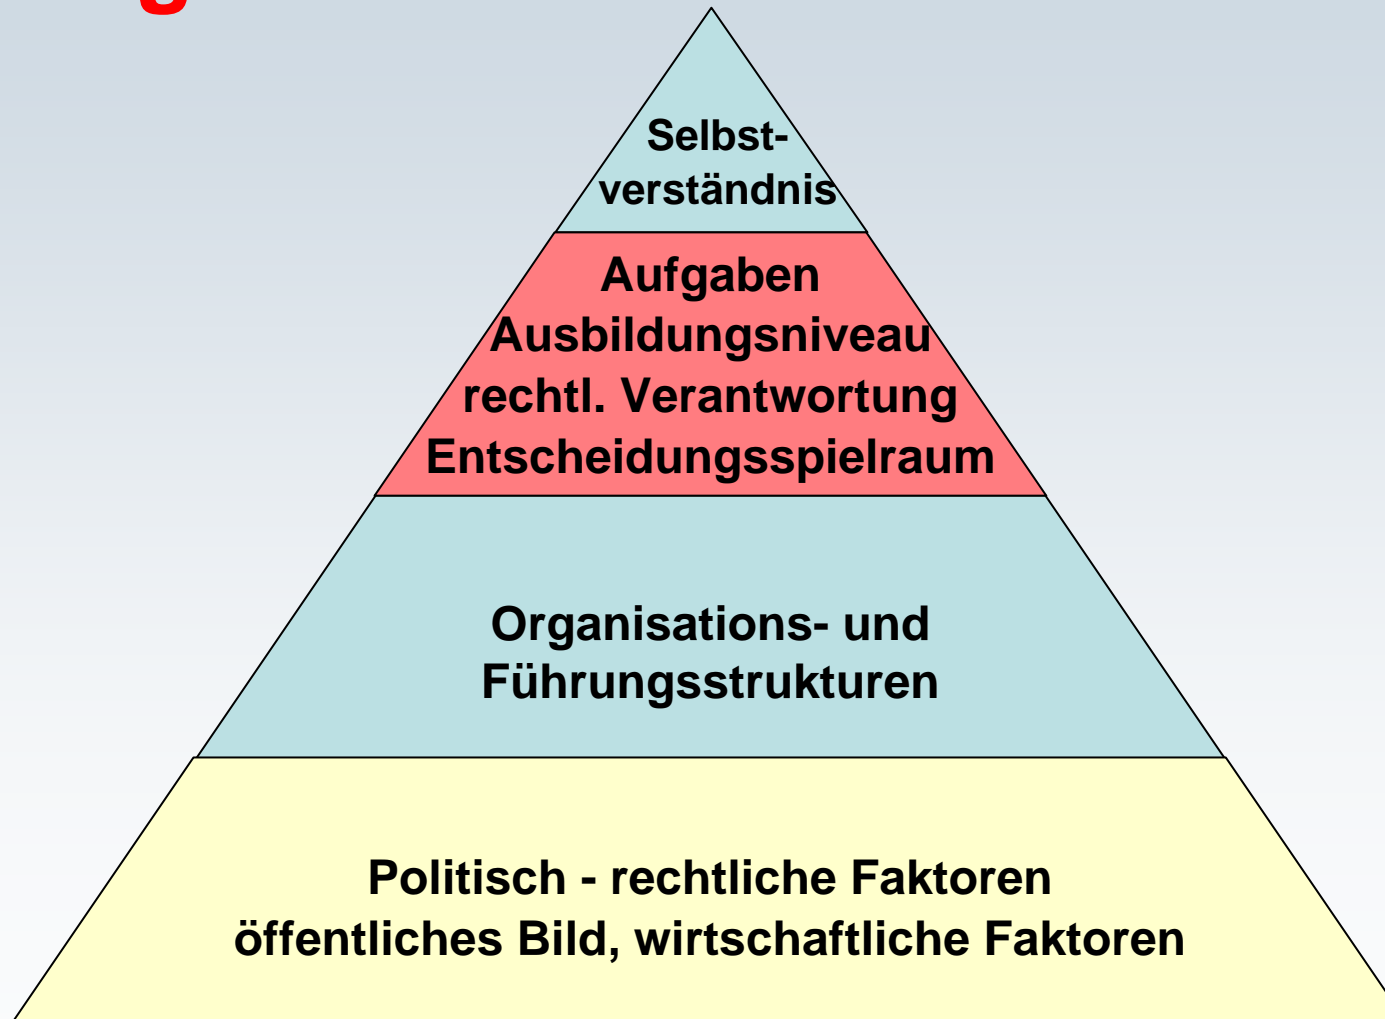 Selbst-
verständnis
Aufgaben
Ausbildungsniveau
rechtl. Verantwortung
Entscheidungsspielraum
Organisations- und
Führungsstrukturen
Politisch - rechtliche Faktoren
öffentliches Bild, wirtschaftliche Faktoren